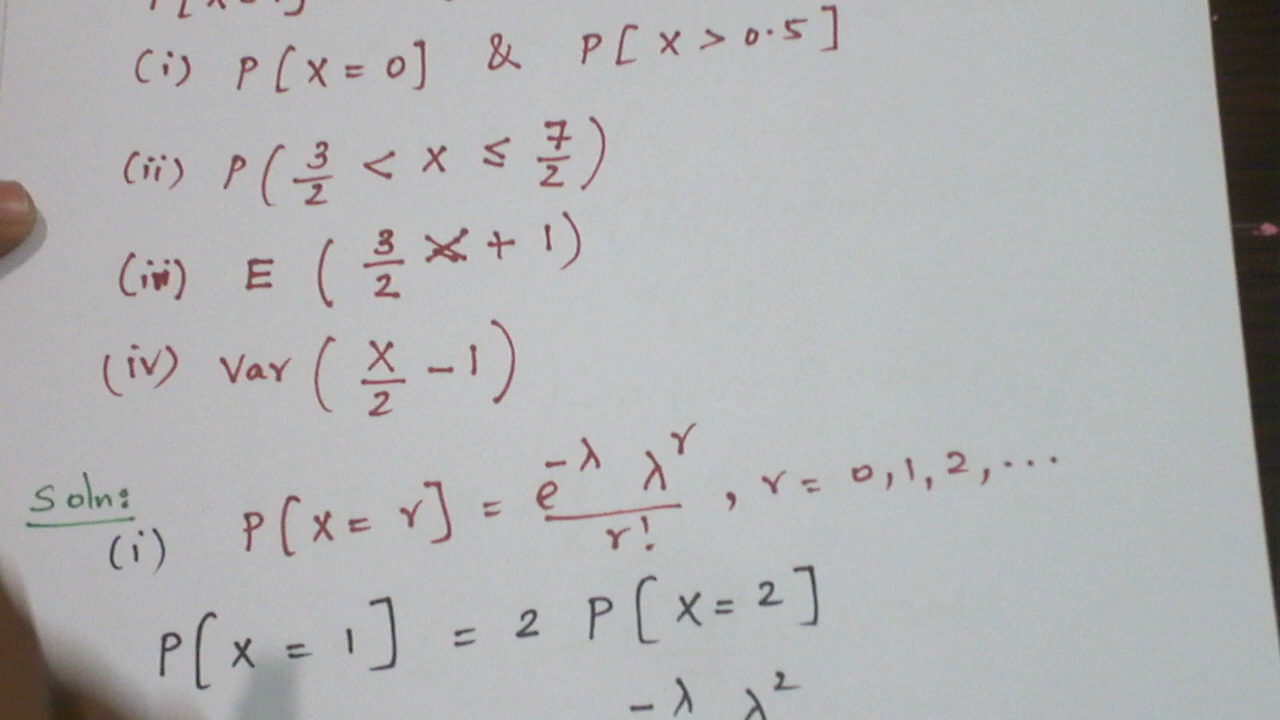 (i) P[X = 0] & P[X > 0.5]
(ii) P(3/2 < X ≤ 7/2)
(iii) E(3/2 X + 1)
(iv) Var(X/2 - 1)
Soln:
(i) P[X = r] = e^-λ λ^r / r! , r = 0, 1, 2, ...
P[X = 1] = 2 P[X = 2]
-λ λ^2